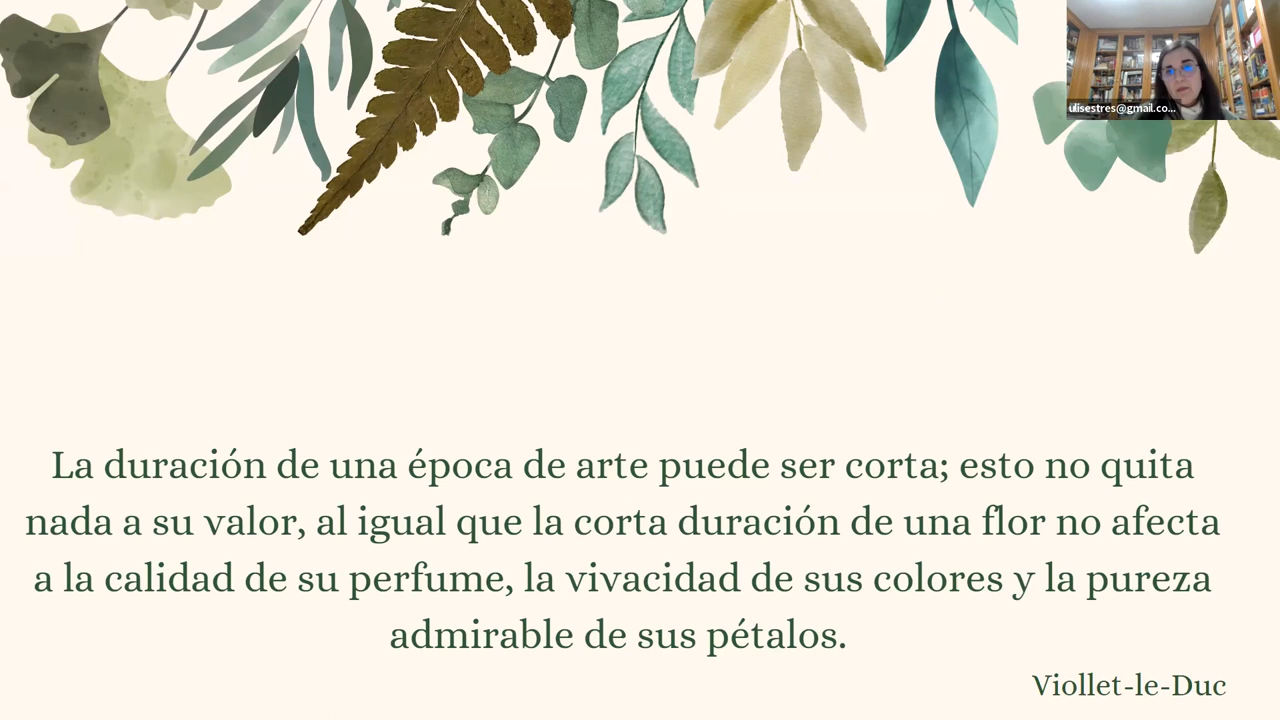 ulisestres@gmail.co...
La duración de una época de arte puede ser corta; esto no quita
nada a su valor, al igual que la corta duración de una flor no afecta
a la calidad de su perfume, la vivacidad de sus colores y la pureza
admirable de sus pétalos.
Viollet-le-Duc